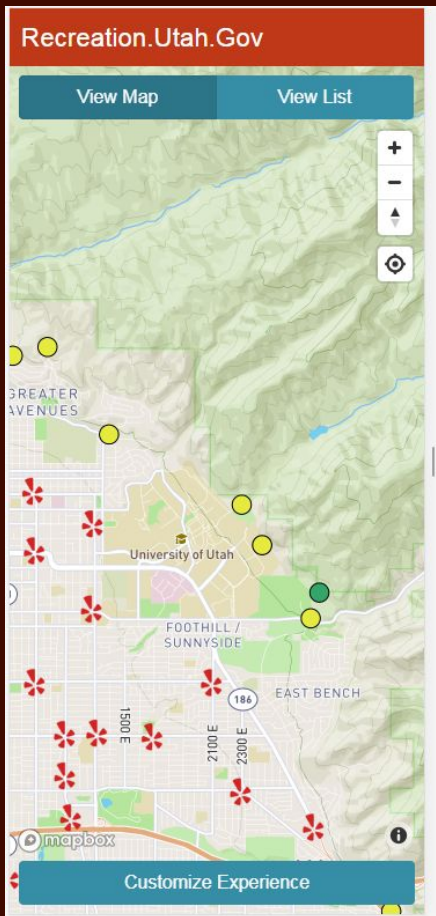 Recreation.Utah.Gov
View Map
View List
GREATER
AVENUES
University of Utah
FOOTHILL /
SUNNYSIDE
186
EAST BENCH
1500 E
2100 E
2300 E
mapbox
Customize Experience